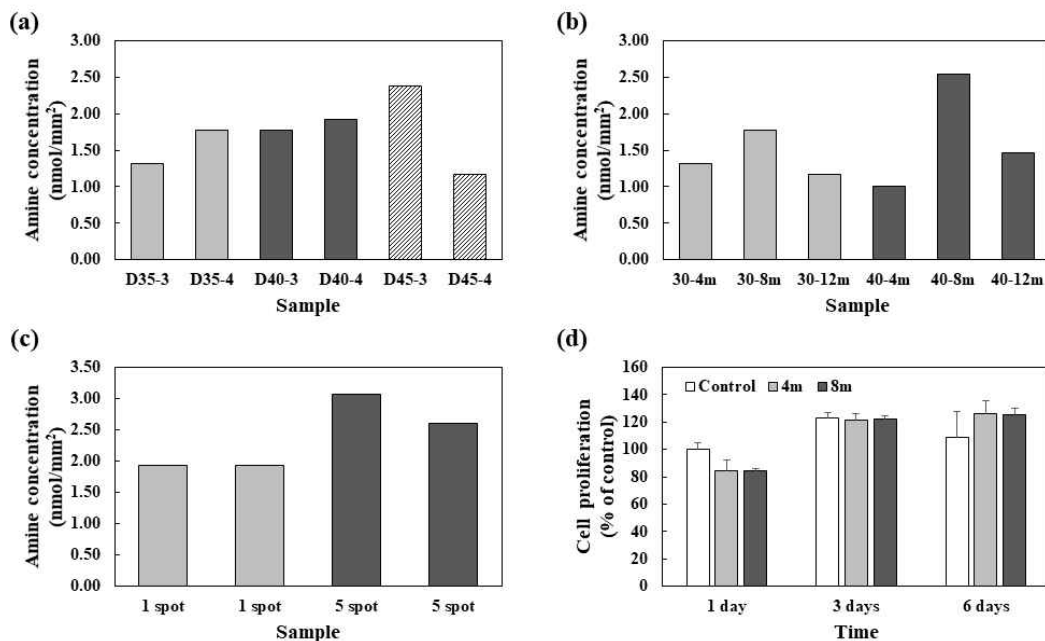 (a)
3.00
2.50
2.00
1.50
1.00
0.50
0.00
Amine concentration
(nmol/mm²)
D35-3 D35-4 D40-3 D40-4 D45-3 D45-4
Sample
(b)
3.00
2.50
2.00
1.50
1.00
0.50
0.00
Amine concentration
(nmol/mm²)
30-4m 30-8m 30-12m 40-4m 40-8m 40-12m
Sample
(c)
3.50
3.00
2.50
2.00
1.50
1.00
0.50
0.00
Amine concentration
(nmol/mm²)
1 spot 1 spot 5 spot 5 spot
Sample
(d)
160
140
120
100
80
60
40
20
0
Cell proliferation
(% of control)
Control 4m 8m
1 day 3 days 6 days
Time